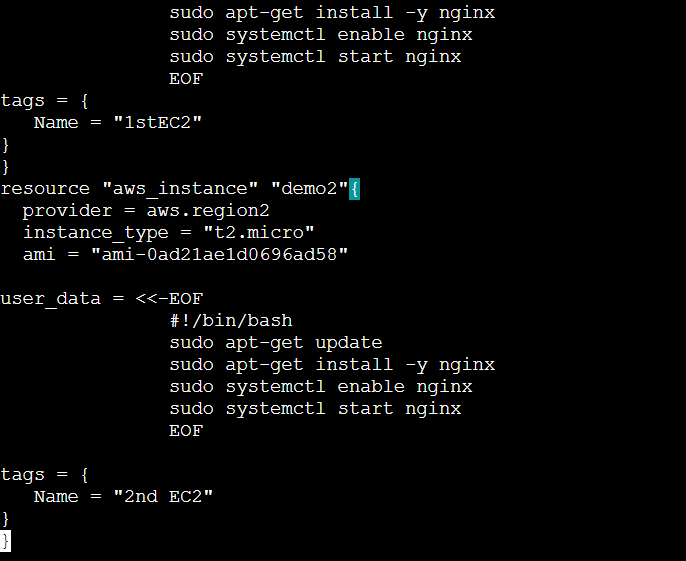 sudo apt-get install -y nginx
               sudo systemctl enable nginx
               sudo systemctl start nginx
               EOF
tags = {
   Name = "1stEC2"
}
}
resource "aws_instance" "demo2"{
  provider = aws.region2
  instance_type = "t2.micro"
  ami = "ami-0ad21ae1d0696ad58"

user_data = <<-EOF
               #!/bin/bash
               sudo apt-get update
               sudo apt-get install -y nginx
               sudo systemctl enable nginx
               sudo systemctl start nginx
               EOF

tags = {
   Name = "2nd EC2"
}
}